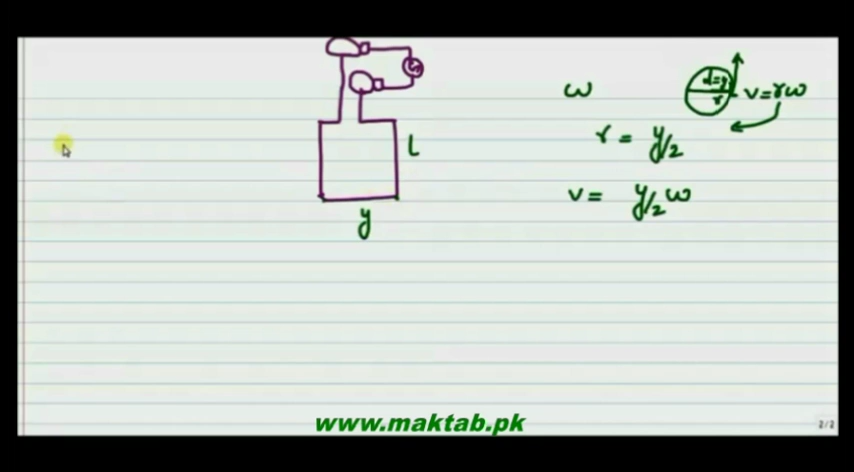 ω
d=y
r
v=rω
L
r = y/2
v= y/2 ω
y
www.maktab.pk
2/2